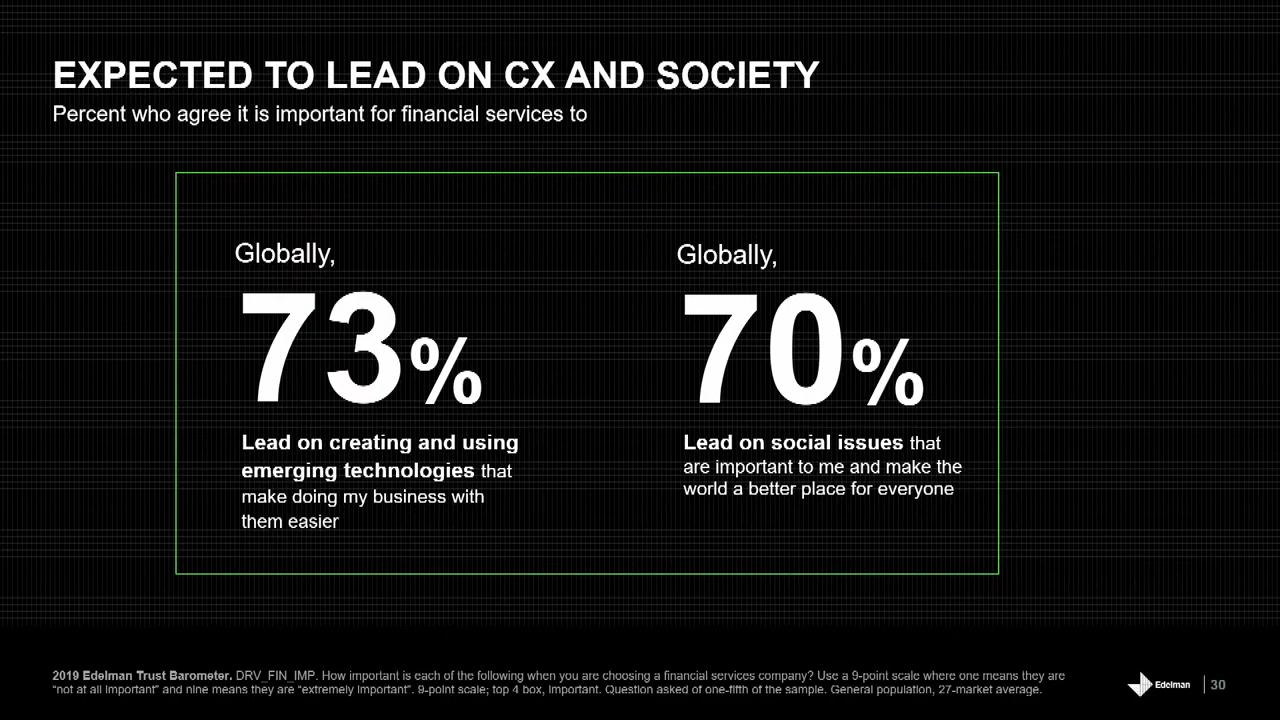 EXPECTED TO LEAD ON CX AND SOCIETY
Percent who agree it is important for financial services to
Globally,
73%
Lead on creating and using
emerging technologies that
make doing my business with
them easier
Globally,
70%
Lead on social issues that
are important to me and make the
world a better place for everyone
2019 Edelman Trust Barometer. DRV_FIN_IMP. How important is each of the following when you are choosing a financial services company? Use a 9-point scale where one means they are
“not at all important” and nine means they are “extremely important”. 9-point scale; top 4 box, important. Question asked of one-fifth of the sample. General population, 27-market average.
Edelman
30